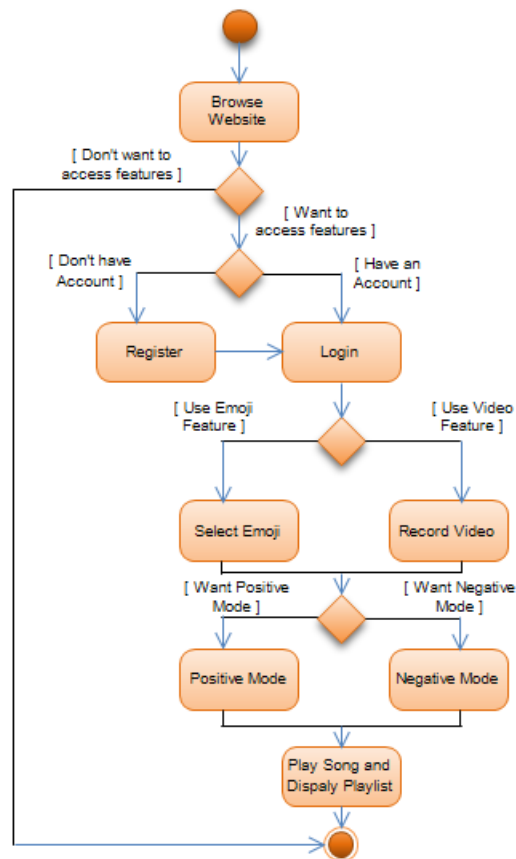 Browse
Website
[ Don't want to
access features ]
[ Want to
access features ]
[ Don't have
Account ]
[ Have an
Account ]
Register
Login
[ Use Emoji
Feature ]
[ Use Video
Feature ]
Select Emoji
Record Video
[ Want Positive
Mode ]
[ Want Negative
Mode ]
Positive Mode
Negative Mode
Play Song and
Dispaly Playlist